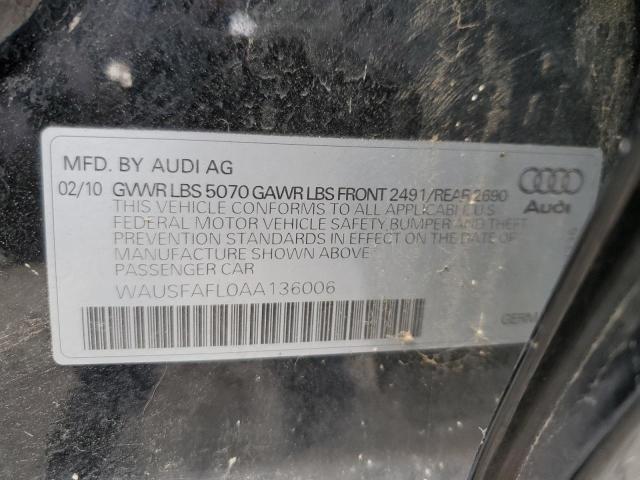 MFD. BY AUDI AG
02/10 GVWR LBS 5070 GAWR LBS FRONT 2491/REAR 2690
THIS VEHICLE CONFORMS TO ALL APPLICABLE U.S.
FEDERAL MOTOR VEHICLE SAFETY, BUMPER AND THEFT
PREVENTION STANDARDS IN EFFECT ON THE DATE OF
MANUFACTURE SHOWN ABOVE.
PASSENGER CAR
WAUSFAFL0AA136006
Audi
GERM